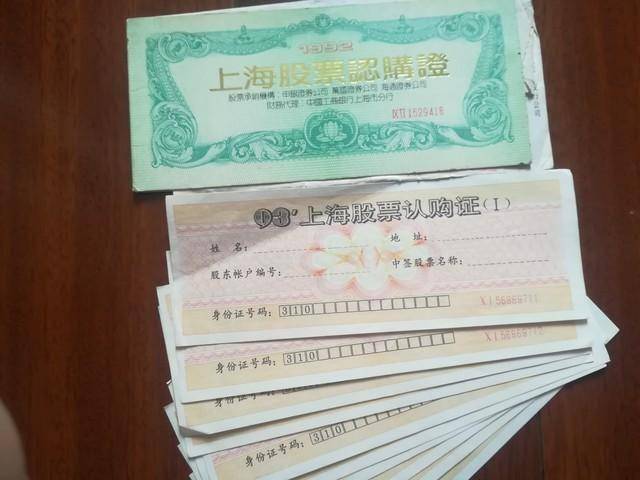 1992
上海股票認購證
股票承銷機構：申銀證券公司 萬國證券公司 海通證券公司
財務代理：中國工商銀行上海市分行
93'上海股票认购证(I)
姓名：
地址：
股东帐户编号：
中签股票名称：
身份证号码：310
身份证号码：310
身份证号码：310
身份证号码：310